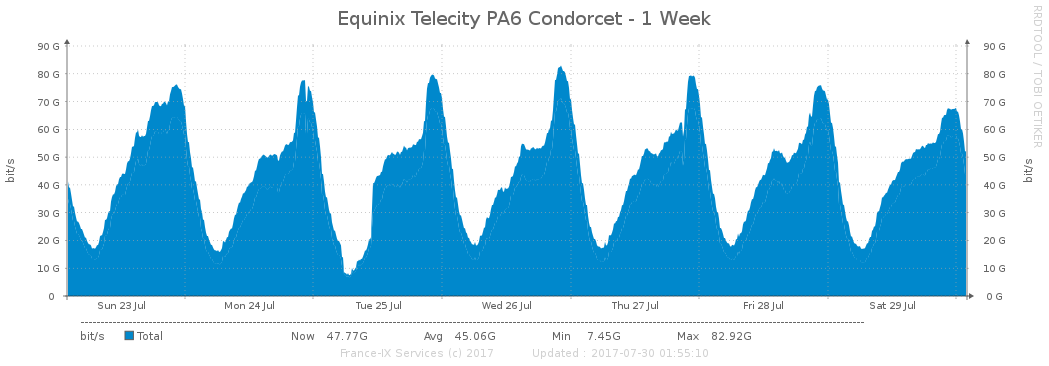 Equinix Telecity PA6 Condorcet - 1 Week
RRDTOOL / TOBI OETIKER
90 G 90 G
80 G 80 G
70 G 70 G
60 G 60 G
50 G 50 G
40 G 40 G
30 G 30 G
20 G 20 G
10 G 10 G
0 0 G
bit/s
bit/s
Sun 23 Jul Mon 24 Jul Tue 25 Jul Wed 26 Jul Thu 27 Jul Fri 28 Jul Sat 29 Jul
bit/s Total Now 47.77G Avg 45.06G Min 7.45G Max 82.92G
France-IX Services (c) 2017 Updated : 2017-07-30 01:55:10